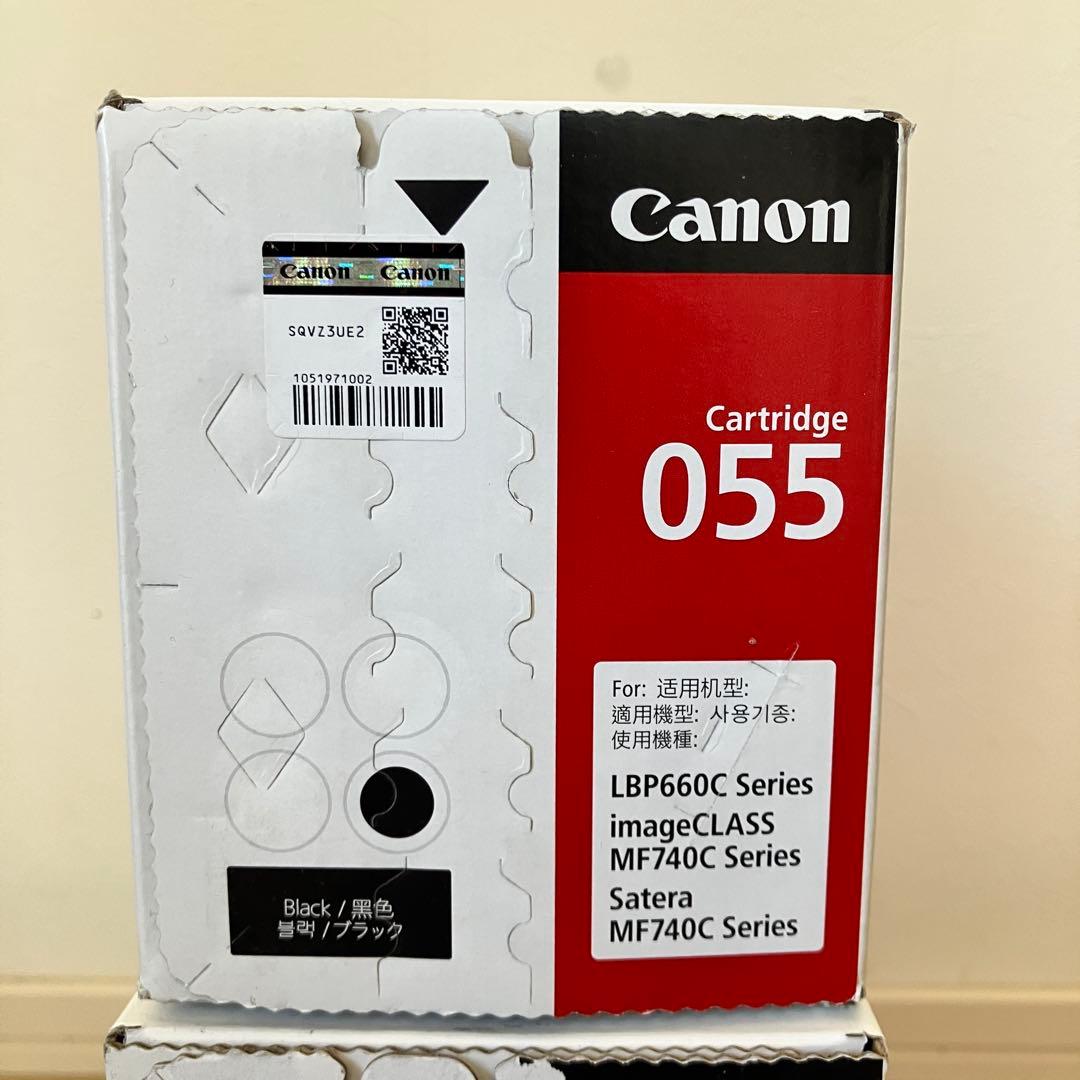 Canon
Canon Canon
SQVZ3UE2
1051971002
Cartridge
055
For: 适用机型:
適用機型: 사용기종:
使用機種:
LBP660C Series
imageCLASS
MF740C Series
Satera
MF740C Series
Black / 黑色
블랙 / ブラック